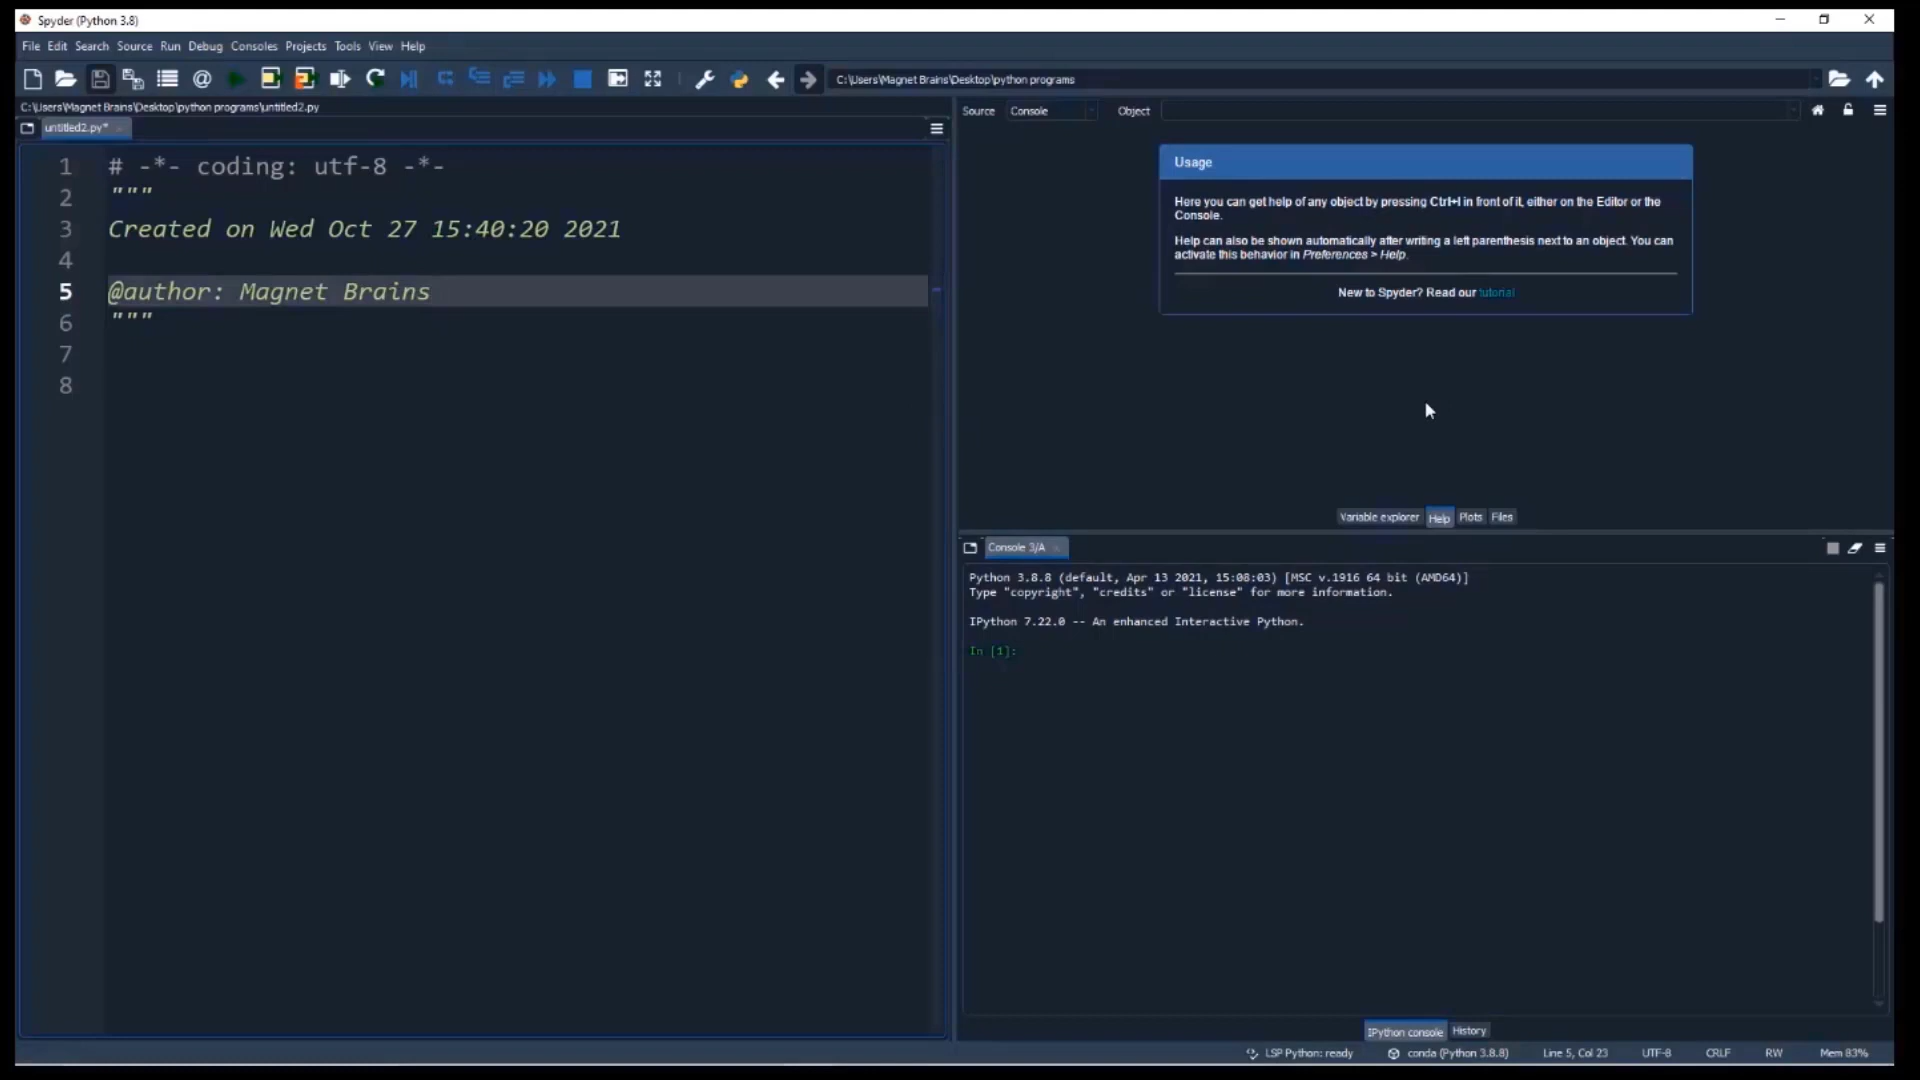 Spyder (Python 3.8)
File Edit Search Source Run Debug Consoles Projects Tools View Help
C:\Users\Magnet Brains\Desktop\python programs
C:\Users\Magnet Brains\Desktop\python programs\untitled2.py
untitled2.py*
1 # -*- coding: utf-8 -*-
2 """
3 Created on Wed Oct 27 15:40:20 2021
4
5 @author: Magnet Brains
6 """
7
8
Source Console Object
Usage
Here you can get help of any object by pressing Ctrl+I in front of it, either on the Editor or the
Console.
Help can also be shown automatically after writing a left parenthesis next to an object. You can
activate this behavior in Preferences > Help.
New to Spyder? Read our tutorial
Variable explorer Help Plots Files
Console 3/A
Python 3.8.8 (default, Apr 13 2021, 15:08:03) [MSC v.1916 64 bit (AMD64)]
Type "copyright", "credits" or "license" for more information.
IPython 7.22.0 -- An enhanced Interactive Python.
In [1]:
IPython console History
LSP Python: ready conda (Python 3.8.8) Line 5, Col 23 UTF-8 CRLF RW Mem 83%